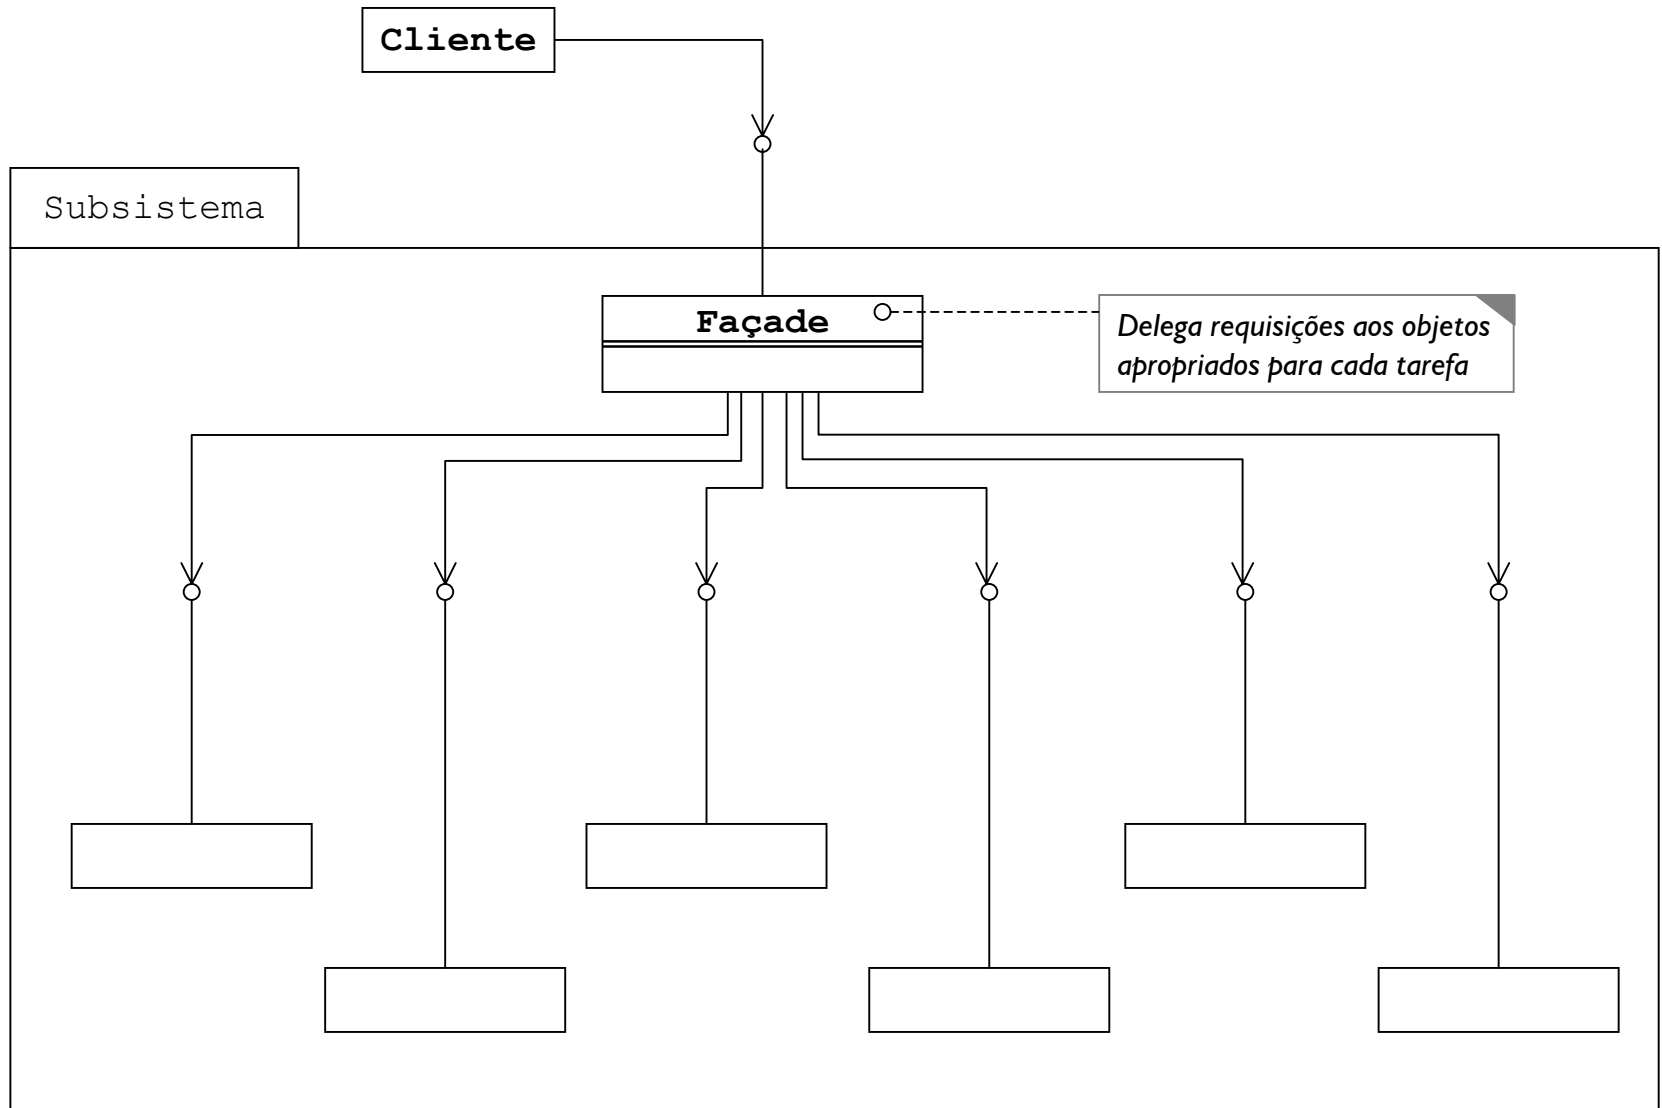 Cliente
Subsistema
Façade
Delega requisições aos objetos
apropriados para cada tarefa